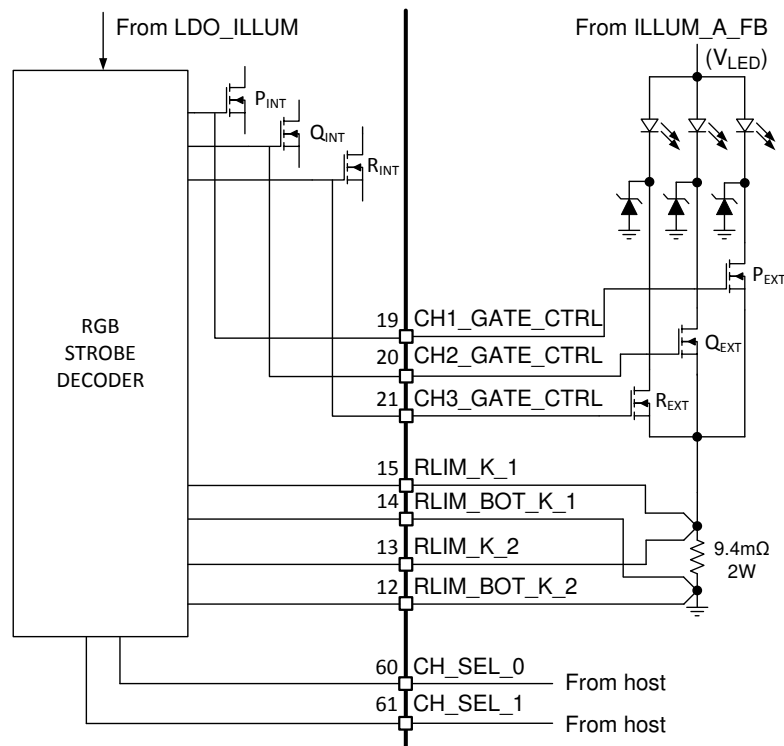 From LDO_ILLUM
From ILLUM_A_FB
(VLED)
PINT
QINT
RINT
PEXT
RGB
STROBE
DECODER
19 CH1_GATE_CTRL
QEXT
20 CH2_GATE_CTRL
21 CH3_GATE_CTRL
REXT
15 RLIM_K_1
14 RLIM_BOT_K_1
13 RLIM_K_2
9.4mΩ
2W
12 RLIM_BOT_K_2
60 CH_SEL_0
From host
61 CH_SEL_1
From host